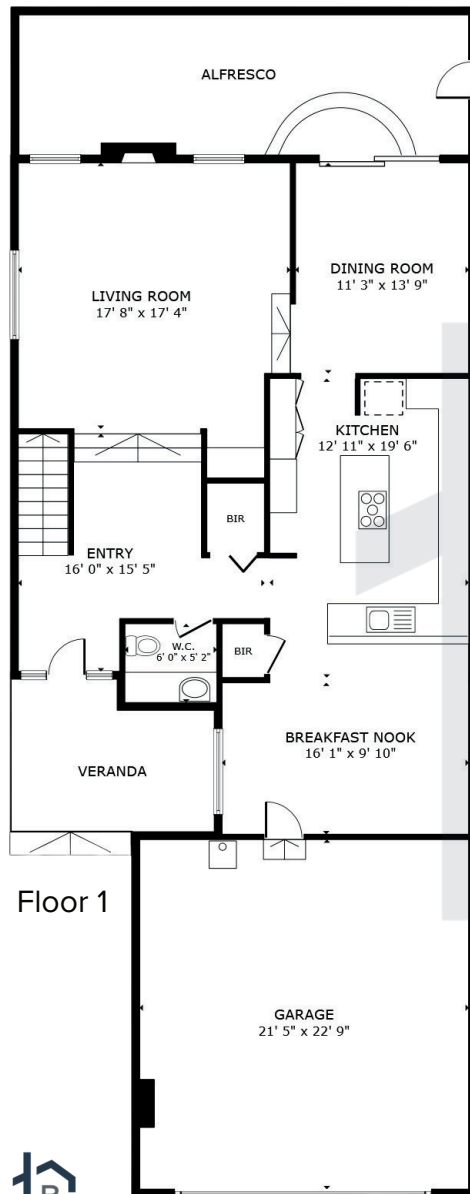 ALFRESCO
LIVING ROOM
17' 8" x 17' 4"
DINING ROOM
11' 3" x 13' 9"
KITCHEN
12' 11" x 19' 6"
BIR
ENTRY
16' 0" x 15' 5"
W.C.
6' 0" x 5' 2"
BIR
BREAKFAST NOOK
16' 1" x 9' 10"
VERANDA
Floor 1
GARAGE
21' 5" x 22' 9"
B